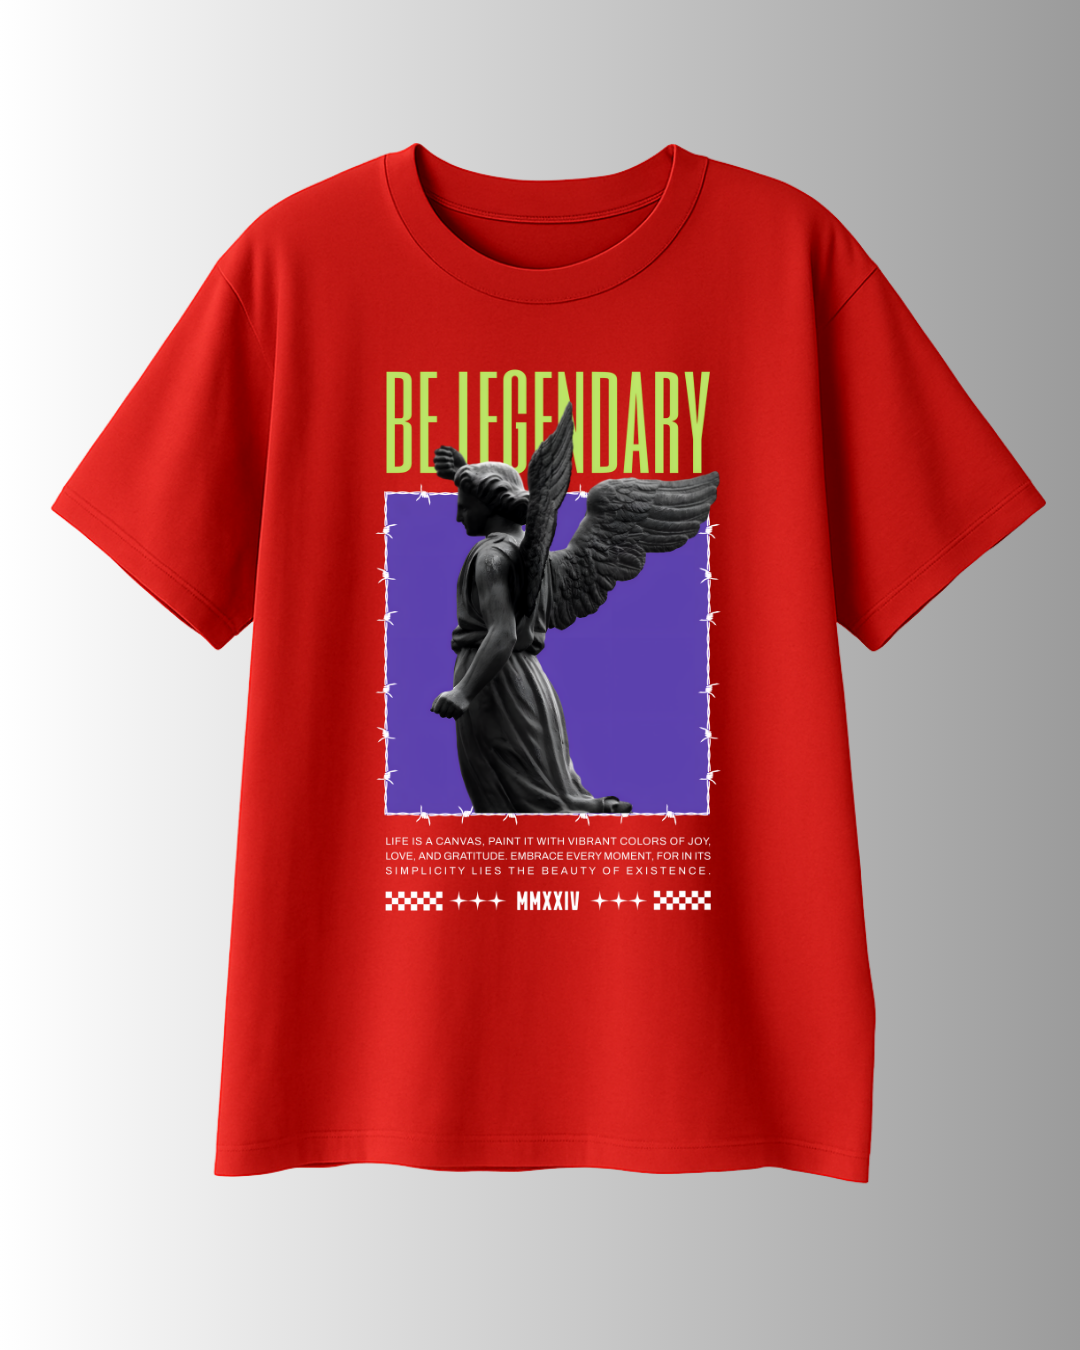 BE LEGENDARY
LIFE IS A CANVAS, PAINT IT WITH VIBRANT COLORS OF JOY,
LOVE, AND GRATITUDE. EMBRACE EVERY MOMENT, FOR IN ITS
SIMPLICITY LIES THE BEAUTY OF EXISTENCE.
MMXXIV